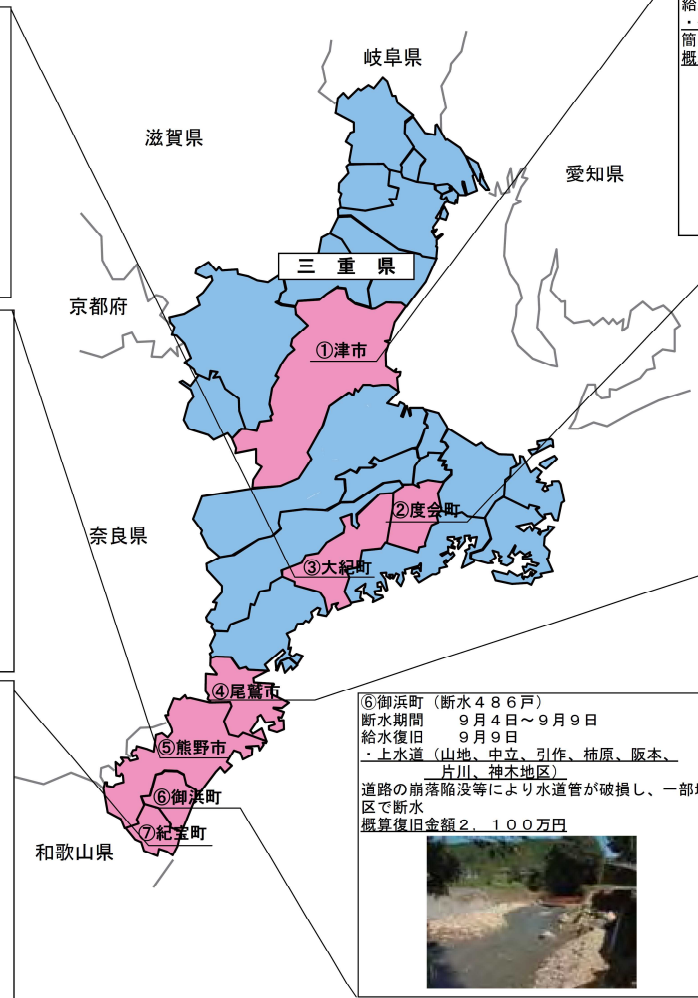 給
・
簡
概
岐阜県
滋賀県
愛知県
三 重 県
京都府
①津市
②度会町
奈良県
③大紀町
④尾鷲市
⑤熊野市
⑥御浜町
⑦紀宝町
和歌山県
⑥御浜町（断水４８６戸）
断水期間　　９月４日～９月９日
給水復旧　　９月９日
・上水道（山地、中立、引作、柿原、阪本、
片川、神木地区）
道路の崩落陥没等により水道管が破損し、一部地
区で断水
概算復旧金額２，１００万円